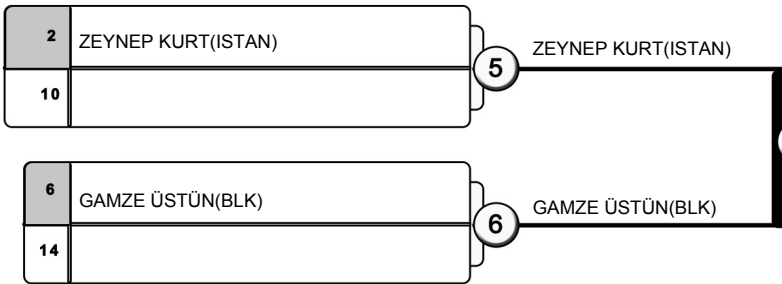 2 ZEYNEP KURT(ISTAN)
5 ZEYNEP KURT(ISTAN)
10
6 GAMZE ÜSTÜN(BLK)
6 GAMZE ÜSTÜN(BLK)
14